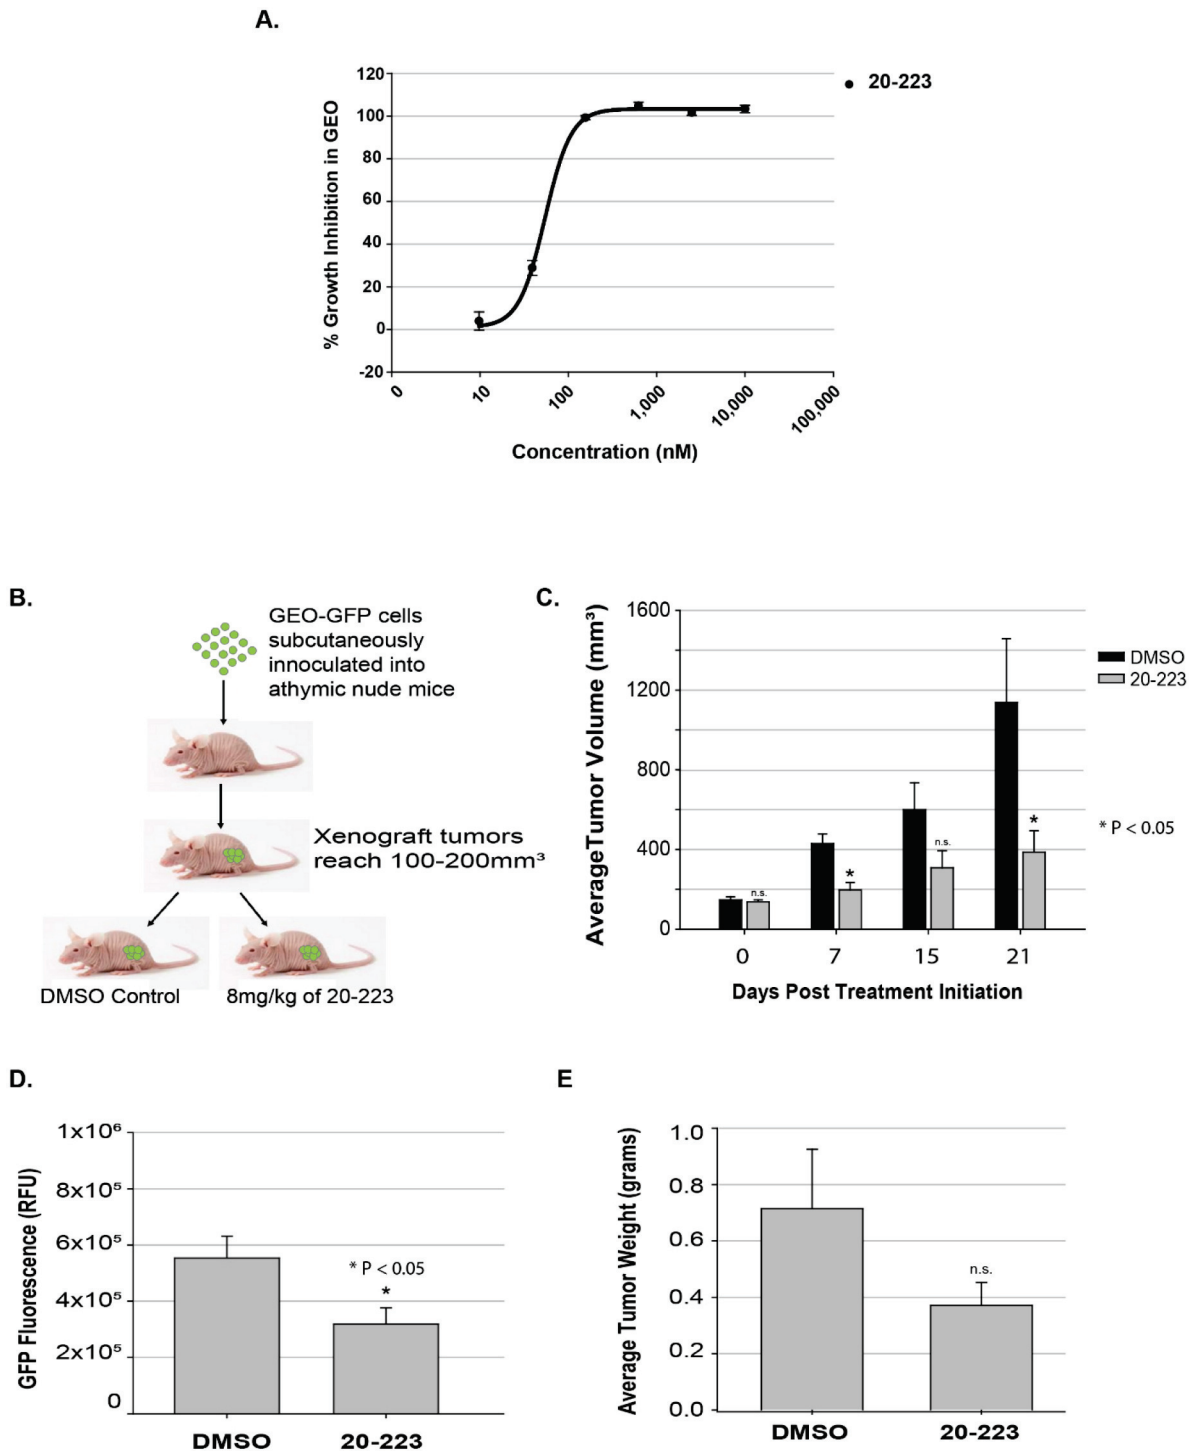 A.
120
100
80
60
40
20
0
-20
% Growth Inhibition in GEO
0
10
100
1,000
10,000
100,000
Concentration (nM)
20-223
B.
GEO-GFP cells
subcutaneously
innoculated into
athymic nude mice
Xenograft tumors
reach 100-200mm³
DMSO Control
8mg/kg of 20-223
C.
AverageTumor Volume (mm³)
1600
1200
800
400
0
n.s.
*
n.s.
*
0
7
15
21
Days Post Treatment Initiation
DMSO
20-223
* P < 0.05
D.
GFP Fluorescence (RFU)
1x10⁶
8x10⁵
6x10⁵
4x10⁵
2x10⁵
0
* P < 0.05
*
DMSO
20-223
E
Average Tumor Weight (grams)
1.0
0.8
0.6
0.4
0.2
0.0
n.s.
DMSO
20-223